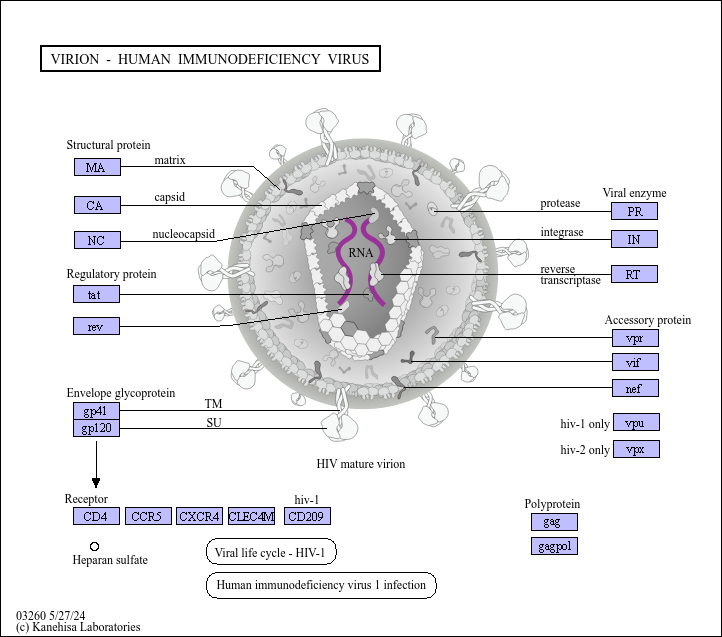 VIRION - HUMAN IMMUNODEFICIENCY VIRUS
Structural protein
MA
matrix
CA
capsid
NC
nucleocapsid
Regulatory protein
tat
rev
RNA
Viral enzyme
protease
PR
integrase
IN
reverse
transcriptase
RT
Accessory protein
vpr
vif
nef
hiv-1 only
vpu
hiv-2 only
vpx
Envelope glycoprotein
gp41
TM
gp120
SU
HIV mature virion
Receptor
hiv-1
CD4
CCR5
CXCR4
CLEC4M
CD209
Heparan sulfate
Polyprotein
gag
gagpol
Viral life cycle - HIV-1
Human immunodeficiency virus 1 infection
03260 5/27/24
(c) Kanehisa Laboratories